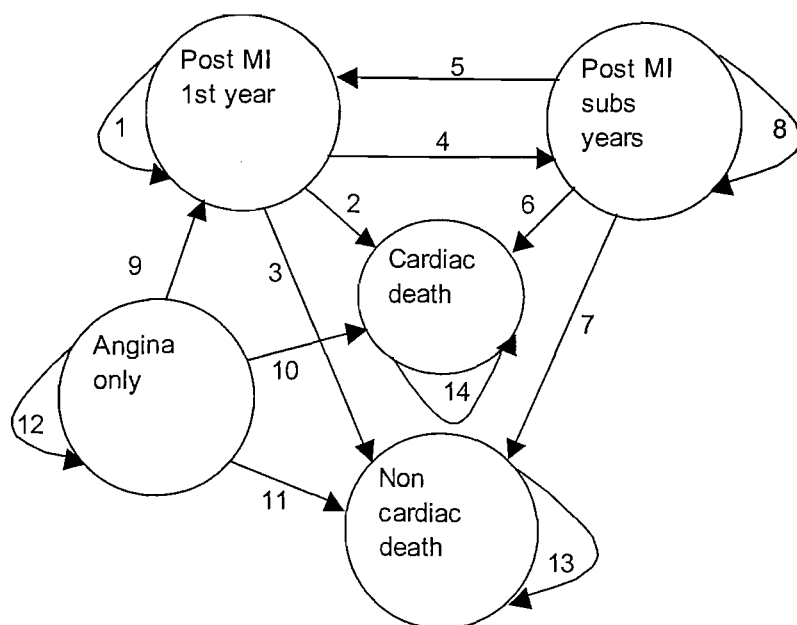 Post MI
1st year
Post MI
subs
years
5
1
8
4
2
6
9
3
Cardiac
death
7
Angina
only
10
14
12
11
Non
cardiac
death
13